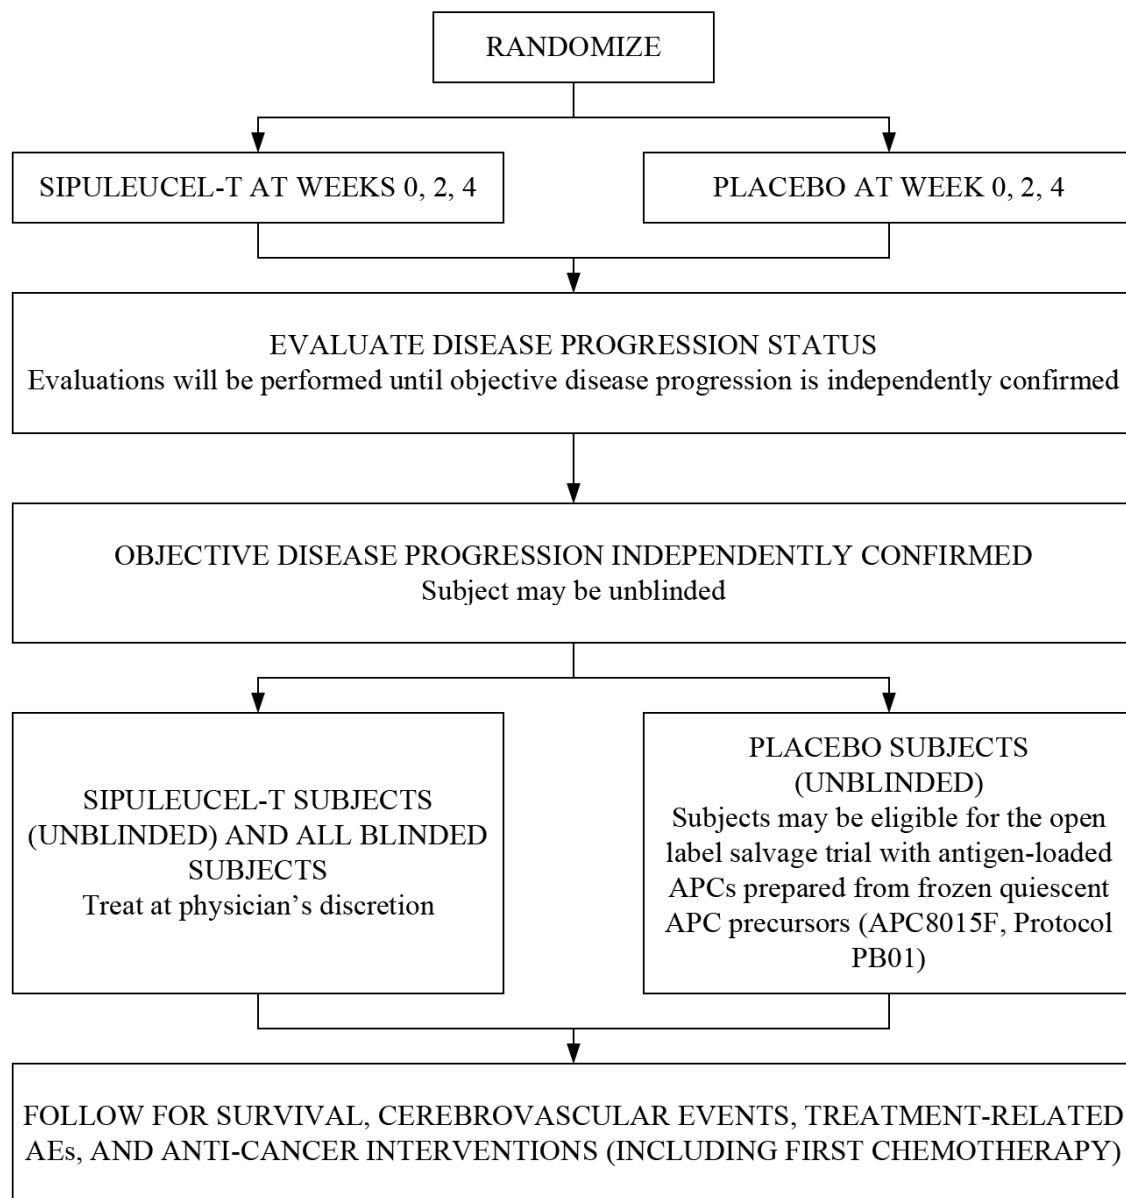 RANDOMIZE
SIPULEUCEL-T AT WEEKS 0, 2, 4
PLACEBO AT WEEK 0, 2, 4
EVALUATE DISEASE PROGRESSION STATUS
Evaluations will be performed until objective disease progression is independently confirmed
OBJECTIVE DISEASE PROGRESSION INDEPENDENTLY CONFIRMED
Subject may be unblinded
SIPULEUCEL-T SUBJECTS
(UNBLINDED) AND ALL BLINDED
SUBJECTS
Treat at physician’s discretion
PLACEBO SUBJECTS
(UNBLINDED)
Subjects may be eligible for the open
label salvage trial with antigen-loaded
APCs prepared from frozen quiescent
APC precursors (APC8015F, Protocol
PB01)
FOLLOW FOR SURVIVAL, CEREBROVASCULAR EVENTS, TREATMENT-RELATED
AEs, AND ANTI-CANCER INTERVENTIONS (INCLUDING FIRST CHEMOTHERAPY)